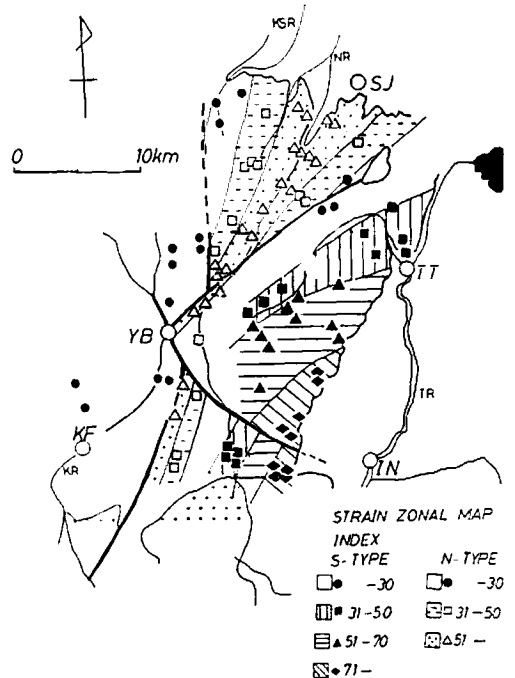 KSR
NR
SJ
0 10km
TT
YB
TR
KF
KR
IN
STRAIN ZONAL MAP
INDEX
S-TYPE N-TYPE
-30 -30
31-50 31-50
51-70 51-
71-